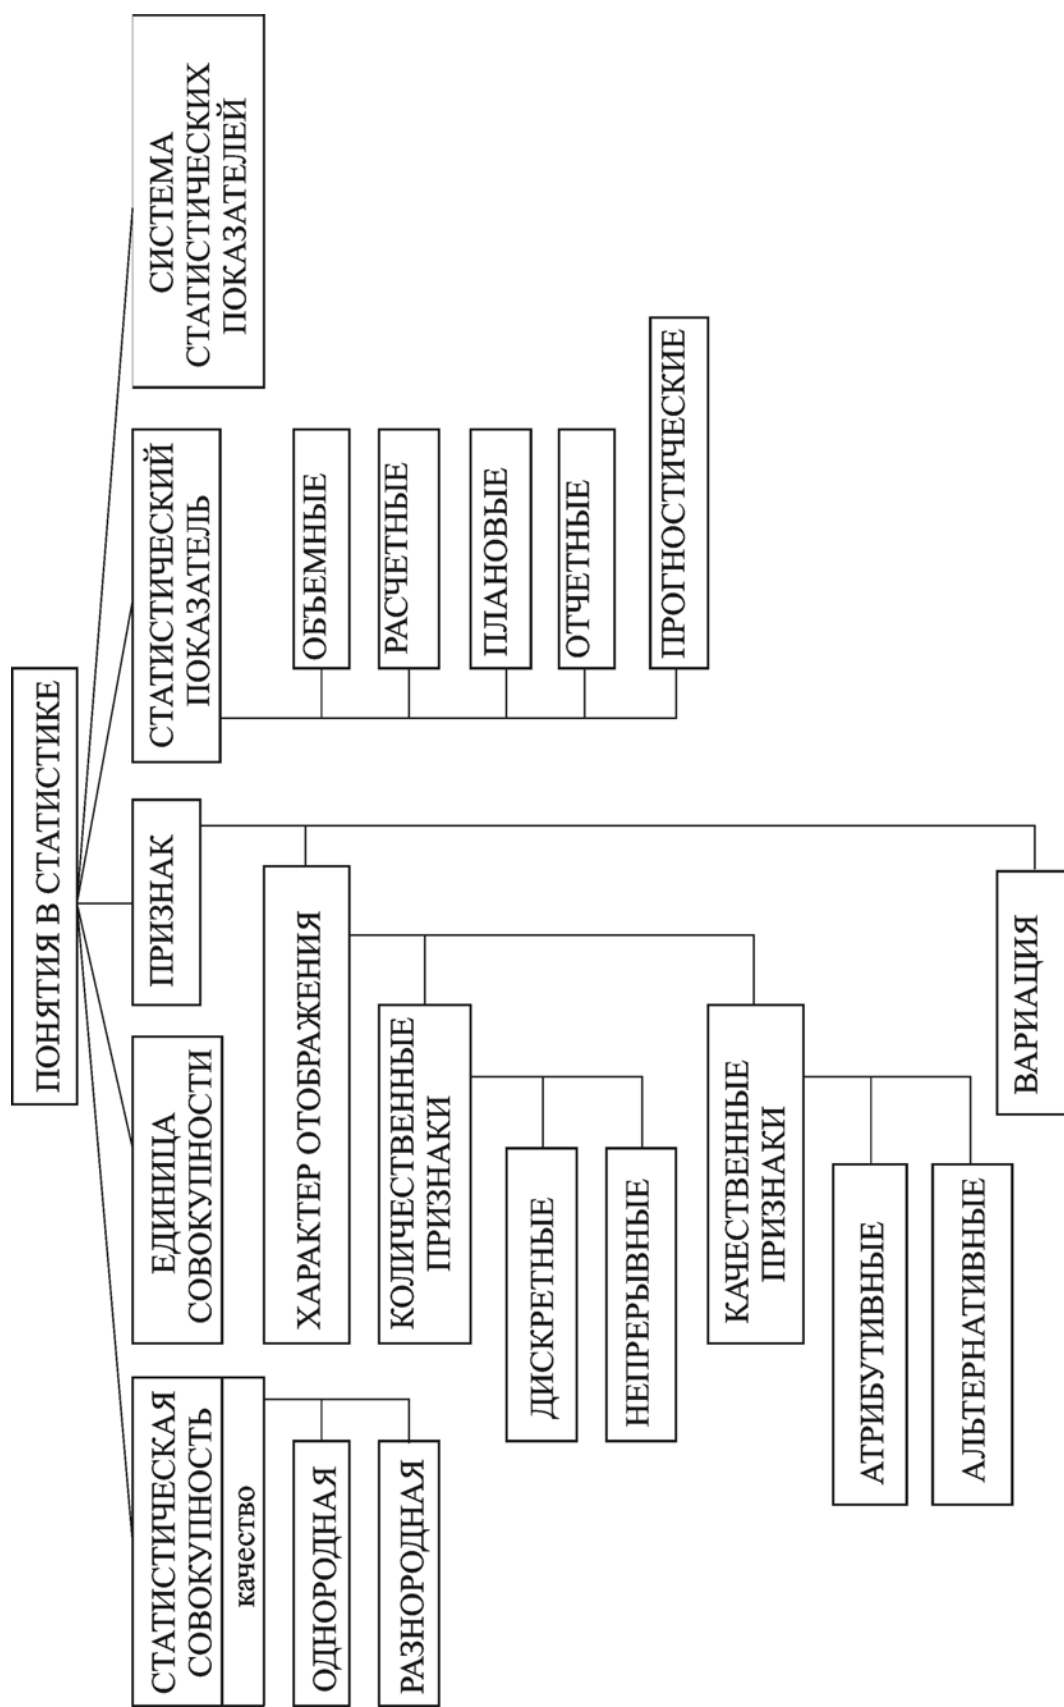 ПОНЯТИЯ В СТАТИСТИКЕ
СТАТИСТИЧЕСКАЯ
СОВОКУПНОСТЬ
качество
ОДНОРОДНАЯ
РАЗНОРОДНАЯ
ЕДИНИЦА
СОВОКУПНОСТИ
ПРИЗНАК
ХАРАКТЕР ОТОБРАЖЕНИЯ
КОЛИЧЕСТВЕННЫЕ
ПРИЗНАКИ
ДИСКРЕТНЫЕ
НЕПРЕРЫВНЫЕ
КАЧЕСТВЕННЫЕ
ПРИЗНАКИ
АТРИБУТИВНЫЕ
АЛЬТЕРНАТИВНЫЕ
ВАРИАЦИЯ
СТАТИСТИЧЕСКИЙ
ПОКАЗАТЕЛЬ
ОБЪЕМНЫЕ
РАСЧЕТНЫЕ
ПЛАНОВЫЕ
ОТЧЕТНЫЕ
ПРОГНОСТИЧЕСКИЕ
СИСТЕМА
СТАТИСТИЧЕСКИХ
ПОКАЗАТЕЛЕЙ